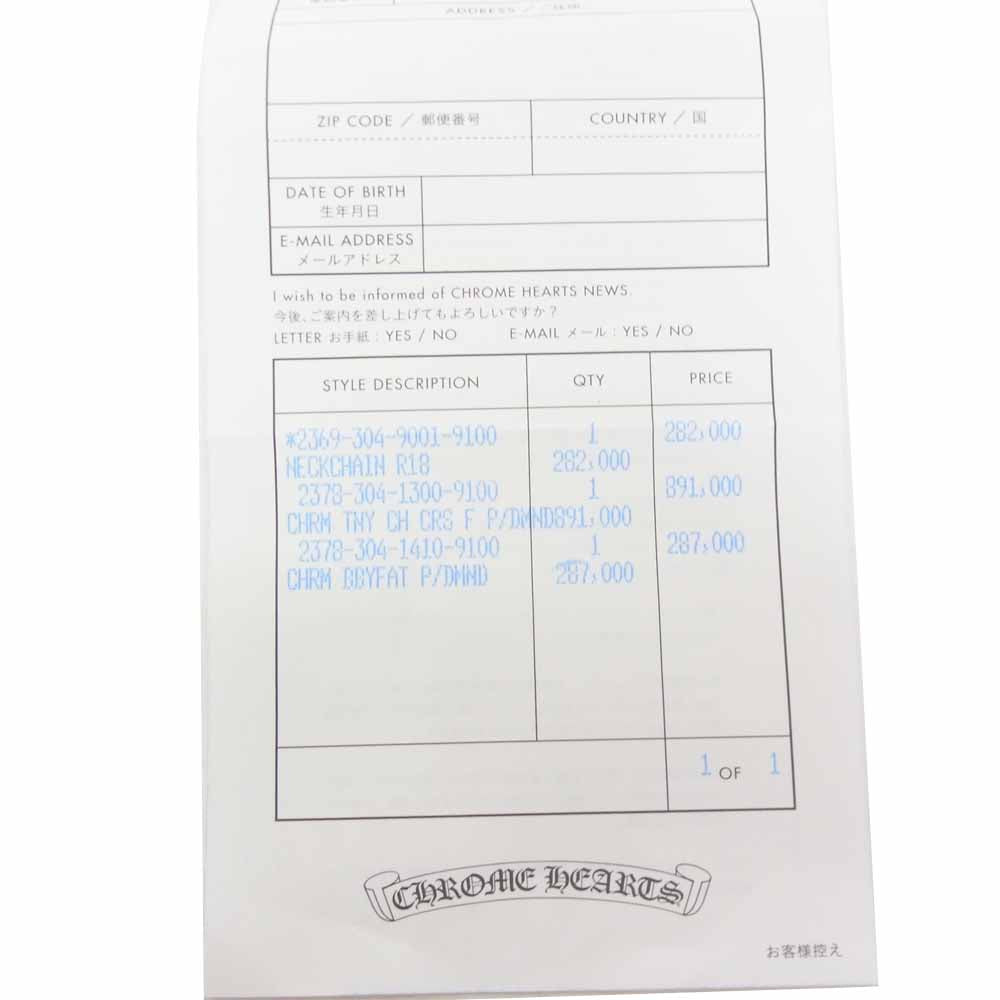 ADDRESS / ご住所
ZIP CODE / 郵便番号
COUNTRY / 国
DATE OF BIRTH
生年月日
E-MAIL ADDRESS
メールアドレス
I wish to be informed of CHROME HEARTS NEWS.
今後、ご案内を差し上げてもよろしいですか？
LETTER お手紙 : YES / NO E-MAIL メール : YES / NO
STYLE DESCRIPTION QTY PRICE
*2369-304-9001-9100 1 282,000
NECKCHAIN R18 282,000
2378-304-1300-9100 1 891,000
CHRM TNY CH CRS F P/DMND891,000
2378-304-1410-9100 1 287,000
CHRM BBYFAT P/DMND 287,000
1 OF 1
CHROME HEARTS
お客様控え